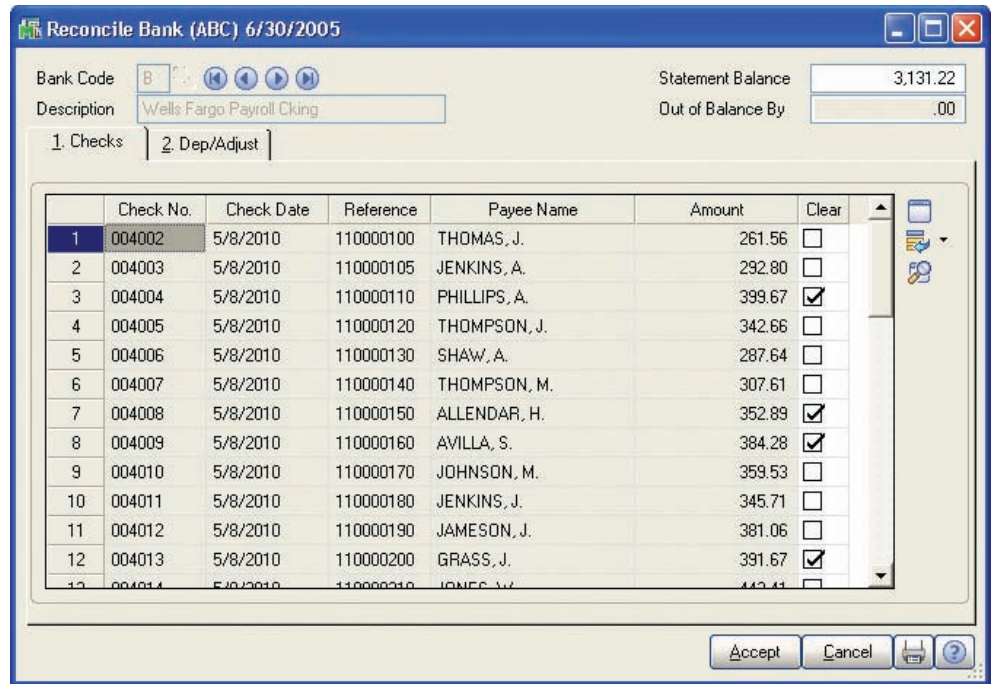 Reconcile Bank (ABC) 6/30/2005
Bank Code B Statement Balance 3,131.22
Description Wells Fargo Payroll Cking Out of Balance By .00
1. Checks 2. Dep/Adjust
Check No. Check Date Reference Payee Name Amount Clear
1 004002 5/8/2010 110000100 THOMAS, J. 261.56
2 004003 5/8/2010 110000105 JENKINS, A. 292.80
3 004004 5/8/2010 110000110 PHILLIPS, A. 399.67
4 004005 5/8/2010 110000120 THOMPSON, J. 342.66
5 004006 5/8/2010 110000130 SHAW, A. 287.64
6 004007 5/8/2010 110000140 THOMPSON, M. 307.61
7 004008 5/8/2010 110000150 ALLENDAR, H. 352.89
8 004009 5/8/2010 110000160 AVILLA, S. 384.28
9 004010 5/8/2010 110000170 JOHNSON, M. 359.53
10 004011 5/8/2010 110000180 JENKINS, J. 345.71
11 004012 5/8/2010 110000190 JAMESON, J. 381.06
12 004013 5/8/2010 110000200 GRASS, J. 391.67
Accept Cancel